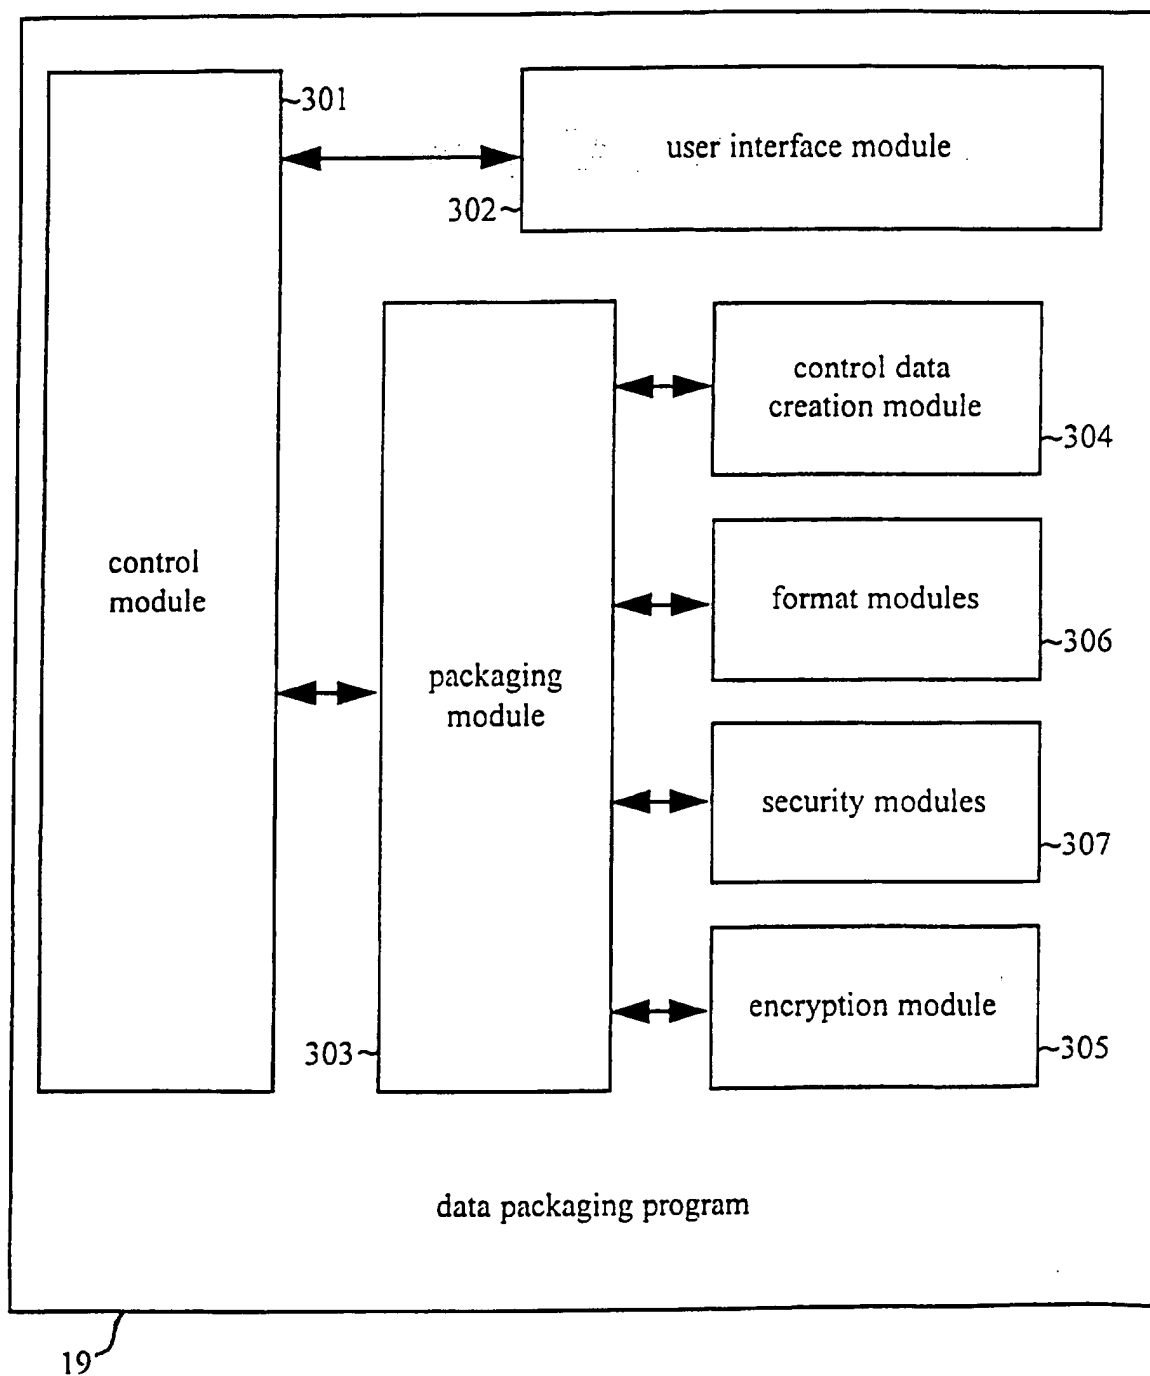 301
user interface module
302
control data
creation module
304
control
module
format modules
306
packaging
module
security modules
307
encryption module
303
305
data packaging program
19